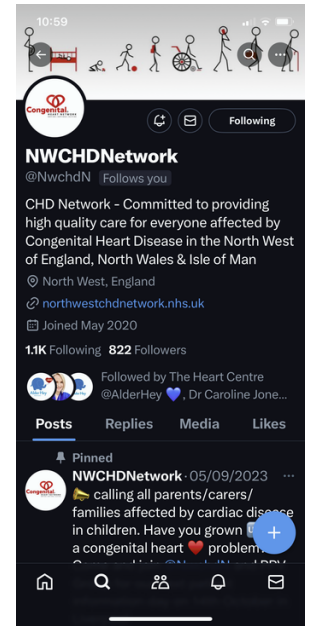 10:59
Congenital
HEART NETWORK
Following
NWCHDNetwork
@NwchdN Follows you
CHD Network - Committed to providing
high quality care for everyone affected by
Congenital Heart Disease in the North West
of England, North Wales & Isle of Man
North West, England
northwestchdnetwork.nhs.uk
Joined May 2020
1.1K Following 822 Followers
Followed by The Heart Centre
@AlderHey 💙, Dr Caroline Jone...
Posts Replies Media Likes
Pinned
NWCHDNetwork · 05/09/2023 ...
📣 calling all parents/carers/
families affected by cardiac disease
in children. Have you grown
a congenital heart ❤️ problem